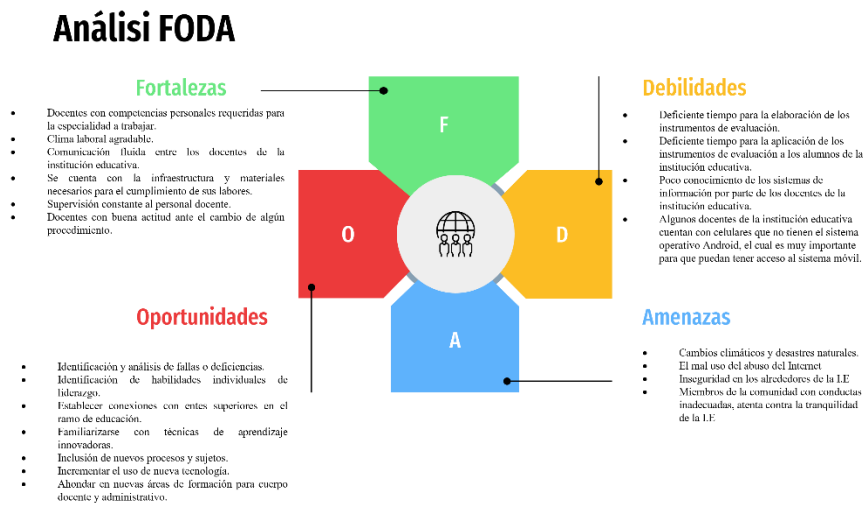 Análisi FODA
Fortalezas
• Docentes con competencias personales requeridas para
la especialidad a trabajar.
• Clima laboral agradable.
• Comunicación fluida entre los docentes de la
institución educativa.
• Se cuenta con la infraestructura y materiales
necesarios para el cumplimiento de sus labores.
• Supervisión constante al personal docente.
• Docentes con buena actitud ante el cambio de algún
procedimiento.
F
O
D
A
Debilidades
• Deficiente tiempo para la elaboración de los
instrumentos de evaluación.
• Deficiente tiempo para la aplicación de los
instrumentos de evaluación a los alumnos de la
institución educativa.
• Poco conocimiento de los sistemas de
información por parte de los docentes de la
institución educativa.
• Algunos docentes de la institución educativa
cuentan con celulares que no tienen el sistema
operativo Android, el cual es muy importante
para que puedan tener acceso al sistema móvil.
Oportunidades
• Identificación y análisis de fallas o deficiencias.
• Identificación de habilidades individuales de
liderazgo.
• Establecer conexiones con entes superiores en el
ramo de educación.
• Familiarizarse con técnicas de aprendizaje
innovadoras.
• Inclusión de nuevos procesos y sujetos.
• Incrementar el uso de nueva tecnología.
• Ahondar en nuevas áreas de formación para cuerpo
docente y administrativo.
Amenazas
• Cambios climáticos y desastres naturales.
• El mal uso del abuso del Internet
• Inseguridad en los alrededores de la I.E
• Miembros de la comunidad con conductas
inadecuadas, atenta contra la tranquilidad
de la I.E